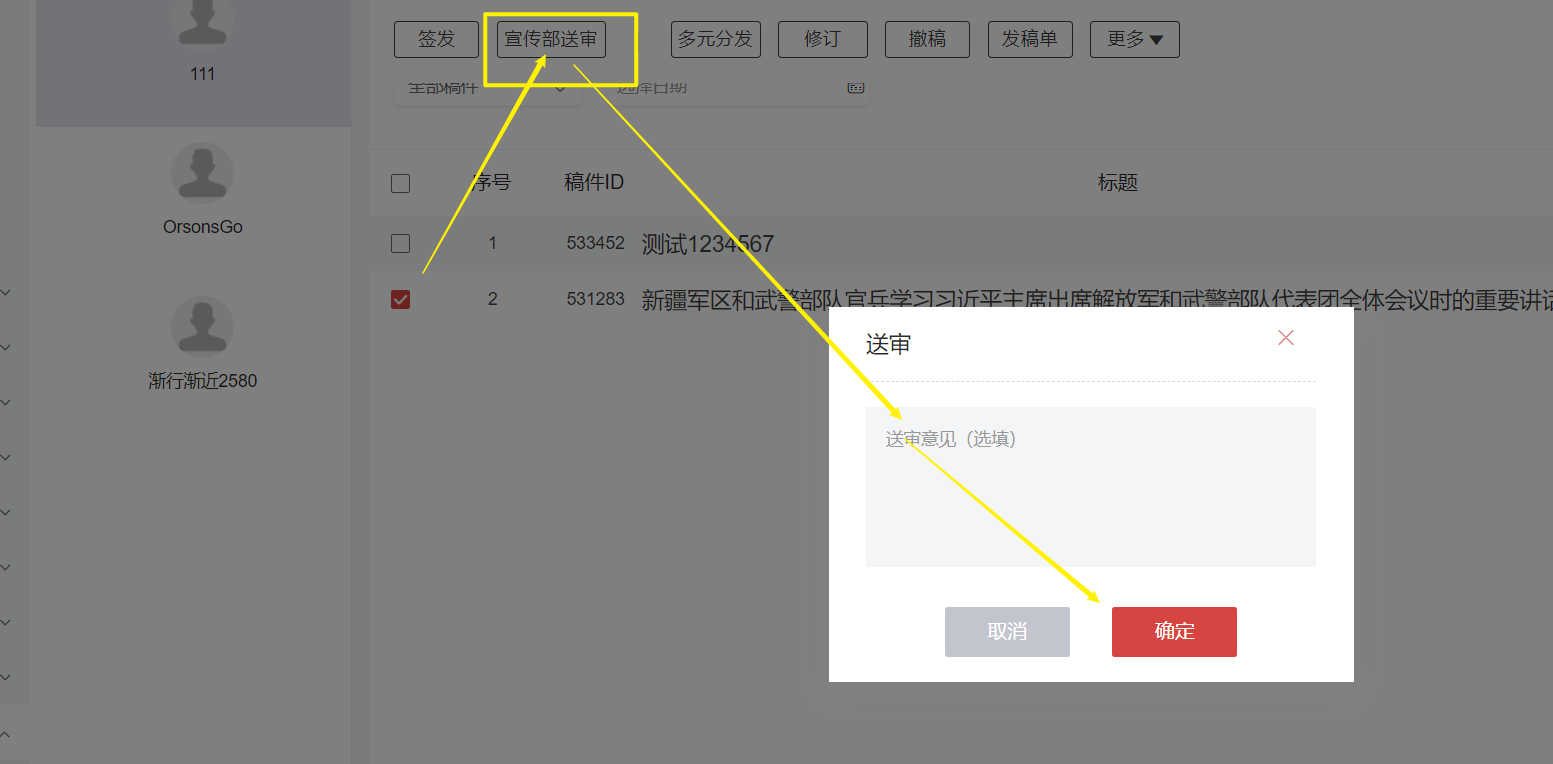 签发 宣传部送审 多元分发 修订 撤稿 发稿单 更多
111
全部稿件 选择日期
序号 稿件ID 标题
OrsonsGo
1 533452 测试1234567
2 531283 新疆军区和武警部队官兵学习习近平主席出席解放军和武警部队代表团全体会议时的重要讲话
送审
渐行渐近2580
送审意见（选填）
取消 确定